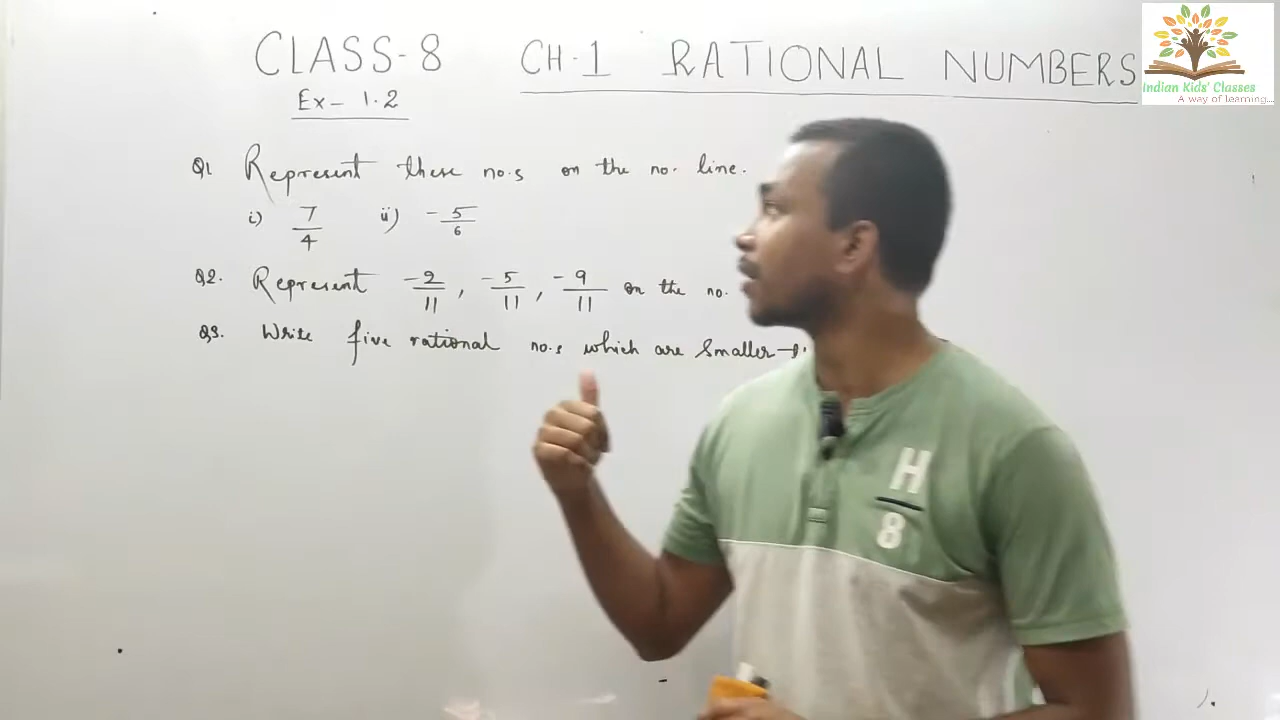 CLASS-8 CH.1 RATIONAL NUMBERS
Ex- 1.2
Indian Kids' Classes
A way of learning...
Q1 Represent these no.s on the no. line.
i) 7/4 ii) -5/6
Q2. Represent -2/11, -5/11, -9/11 on the no.
Q3. Write five rational no.s which are smaller
H
8